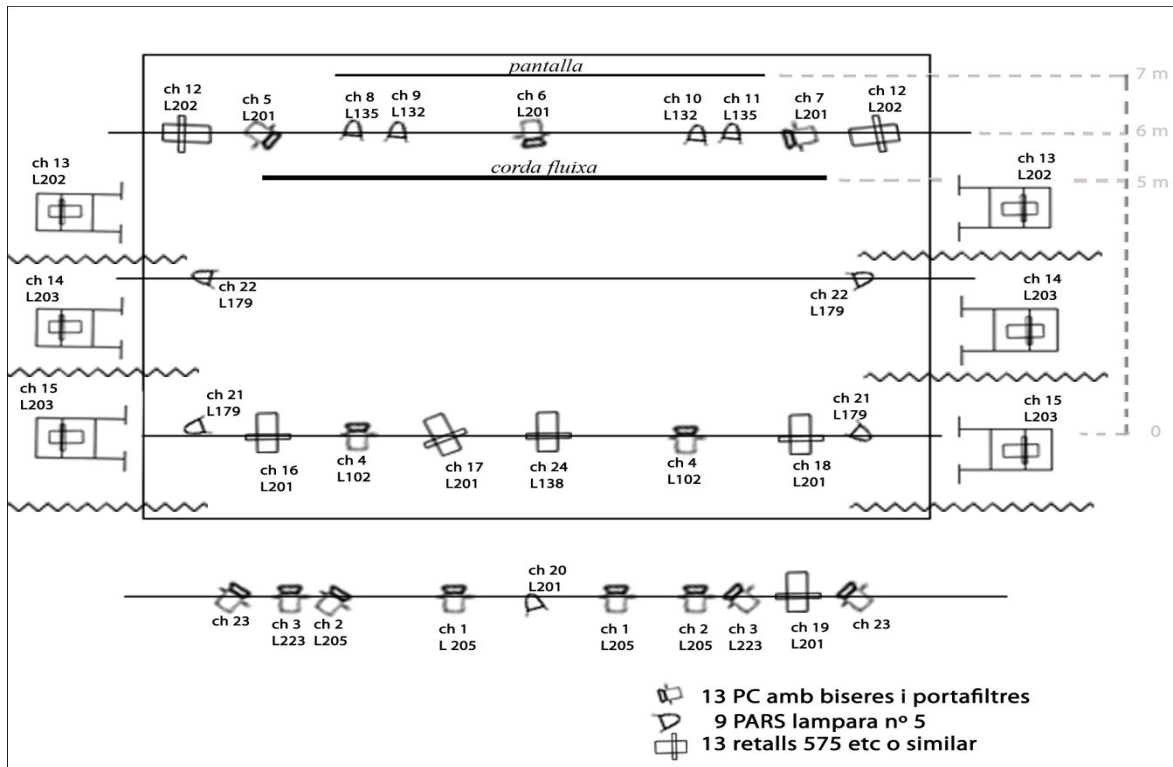 pantalla
7 m
ch 12
L202
ch 5
L201
ch 8
L135
ch 9
L132
ch 6
L201
ch 10
L132
ch 11
L135
ch 7
L201
ch 12
L202
6 m
corda fluixa
5 m
ch 13
L202
ch 13
L202
ch 14
L203
ch 22
L179
ch 22
L179
ch 14
L203
ch 15
L203
ch 21
L179
ch 21
L179
ch 15
L203
0
ch 16
L201
ch 4
L102
ch 17
L201
ch 24
L138
ch 4
L102
ch 18
L201
ch 20
L201
ch 23
ch 3
L223
ch 2
L205
ch 1
L 205
ch 1
L205
ch 2
L205
ch 3
L223
ch 19
L201
ch 23
13 PC amb biseres i portafiltres
9 PARS lampara nº 5
13 retalls 575 etc o similar